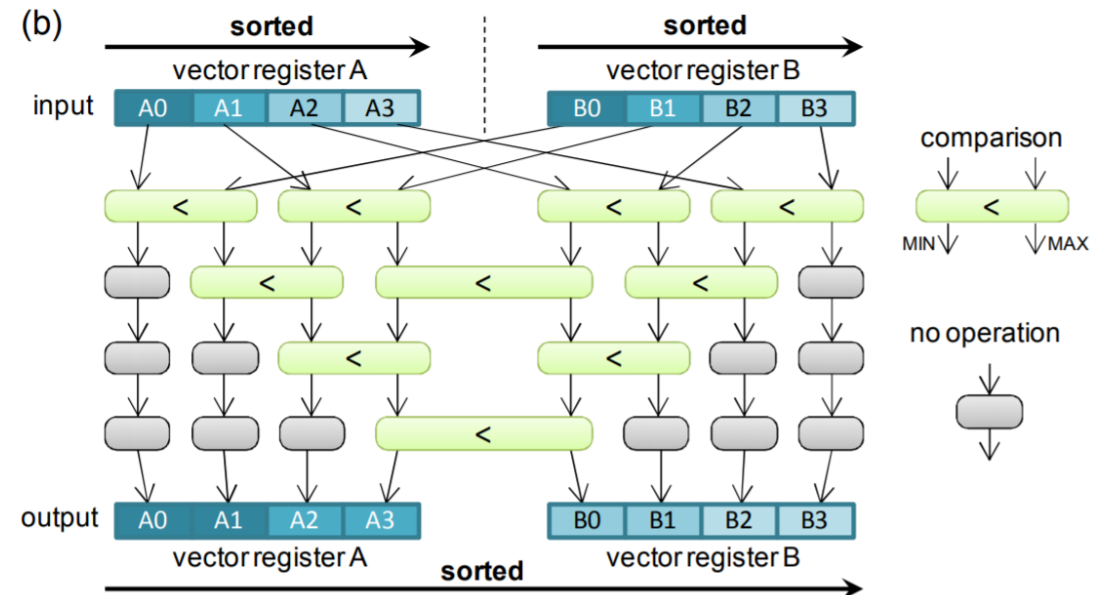 (b)
sorted
sorted
vector register A
vector register B
input
A0 A1 A2 A3
B0 B1 B2 B3
comparison
< < < <
<
MIN
MAX
< < <
no operation
< <
<
output
A0 A1 A2 A3
B0 B1 B2 B3
vector register A
vector register B
sorted